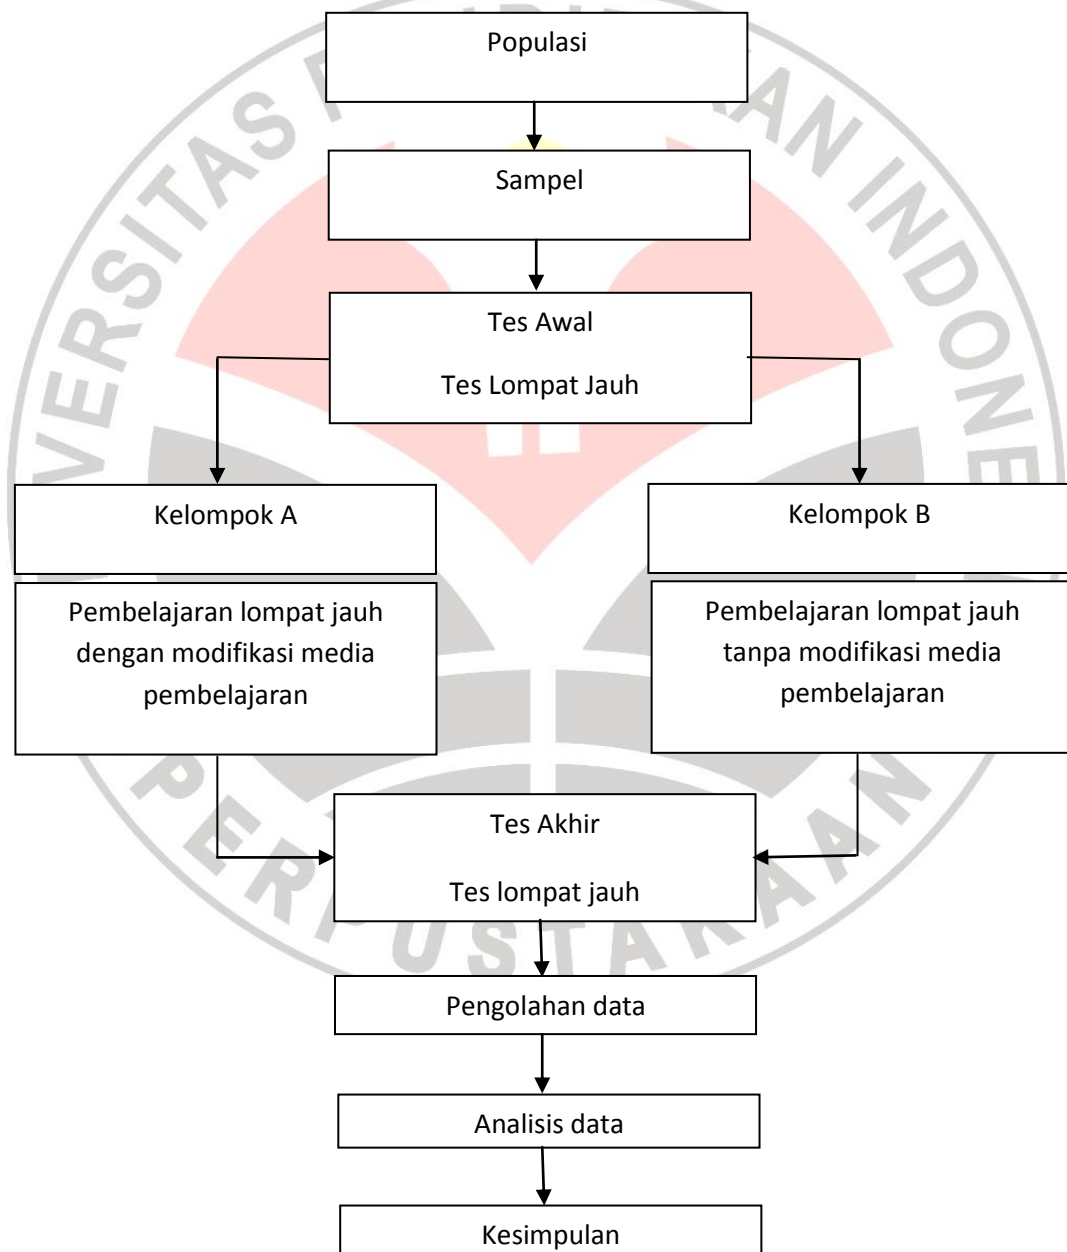 Populasi
Sampel
Tes Awal
Tes Lompat Jauh
Kelompok A
Pembelajaran lompat jauh
dengan modifikasi media
pembelajaran
Kelompok B
Pembelajaran lompat jauh
tanpa modifikasi media
pembelajaran
Tes Akhir
Tes lompat jauh
Pengolahan data
Analisis data
Kesimpulan
PERPUSTAKAAN